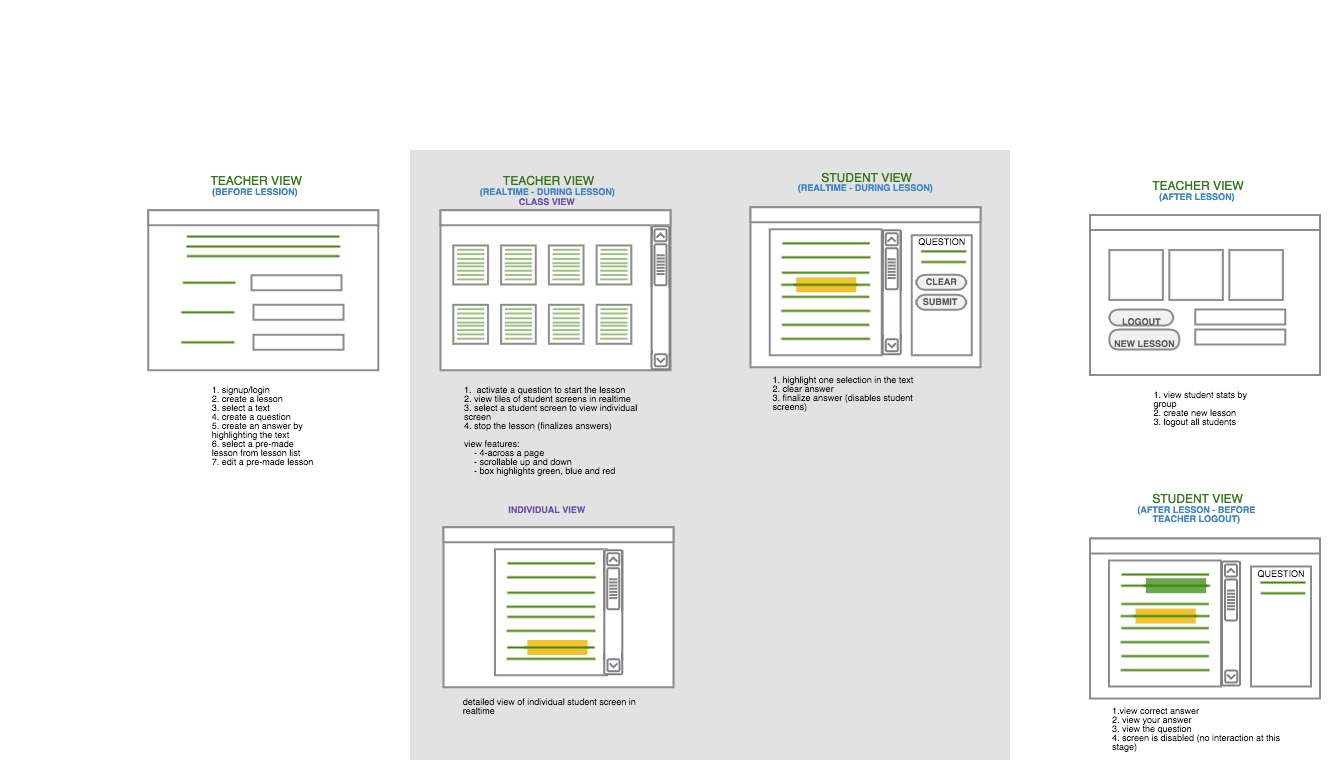 TEACHER VIEW
(BEFORE LESSION)
1. signup/login
2. create a lesson
3. select a text
4. create a question
5. create an answer by
highlighting the text
6. select a pre-made
lesson from lesson list
7. edit a pre-made lesson
TEACHER VIEW
(REALTIME - DURING LESSON)
CLASS VIEW
1.  activate a question to start the lesson
2. view tiles of student screens in realtime
3. select a student screen to view individual
screen
4. stop the lesson (finalizes answers)
view features:
- 4-across a page
- scrollable up and down
- box highlights green, blue and red
INDIVIDUAL VIEW
detailed view of individual student screen in
realtime
STUDENT VIEW
(REALTIME - DURING LESSON)
QUESTION
CLEAR
SUBMIT
1. highlight one selection in the text
2. clear answer
3. finalize answer (disables student
screens)
TEACHER VIEW
(AFTER LESSON)
LOGOUT
NEW LESSON
1. view student stats by
group
2. create new lesson
3. logout all students
STUDENT VIEW
(AFTER LESSON - BEFORE
TEACHER LOGOUT)
QUESTION
1.view correct answer
2. view your answer
3. view the question
4. screen is disabled (no interaction at this
stage)